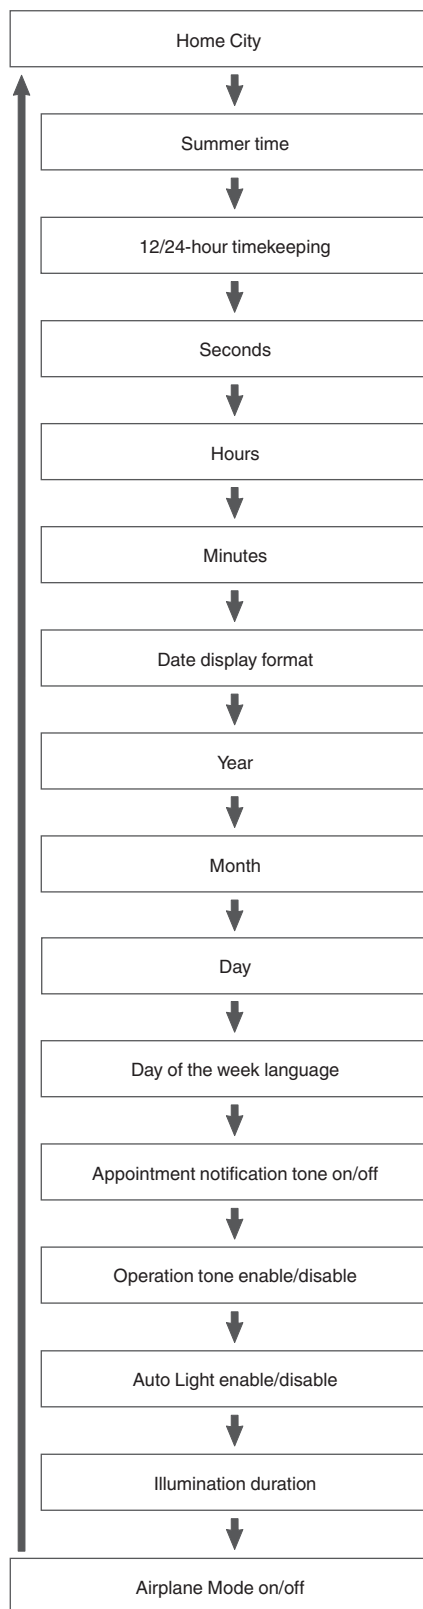 Home City
Summer time
12/24-hour timekeeping
Seconds
Hours
Minutes
Date display format
Year
Month
Day
Day of the week language
Appointment notification tone on/off
Operation tone enable/disable
Auto Light enable/disable
Illumination duration
Airplane Mode on/off